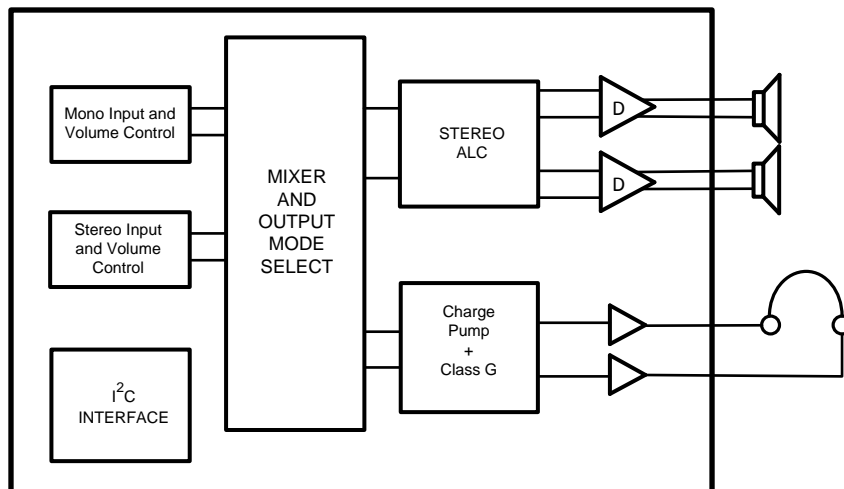 Mono Input and
Volume Control
Stereo Input
and Volume
Control
I²C
INTERFACE
MIXER
AND
OUTPUT
MODE
SELECT
STEREO
ALC
D
D
Charge
Pump
+
Class G